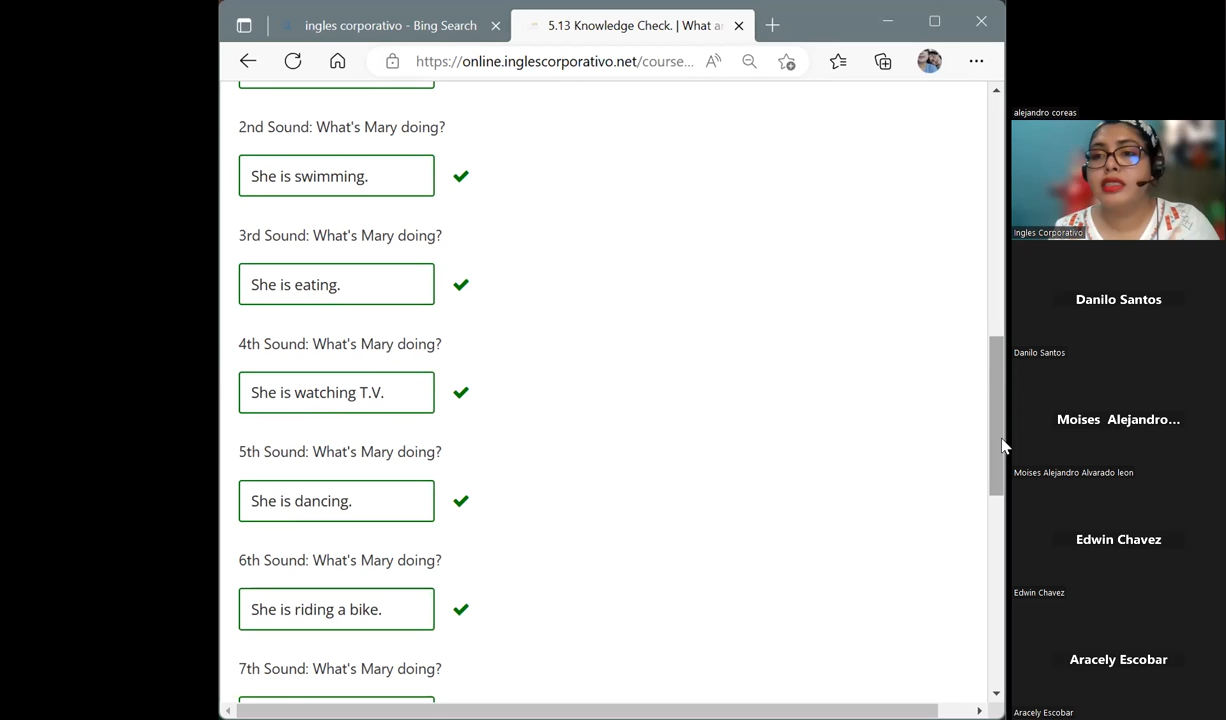 ingles corporativo - Bing Search
5.13 Knowledge Check. | What ar
https://online.inglescorporativo.net/course...
2nd Sound: What's Mary doing?
She is swimming.
3rd Sound: What's Mary doing?
She is eating.
4th Sound: What's Mary doing?
She is watching T.V.
5th Sound: What's Mary doing?
She is dancing.
6th Sound: What's Mary doing?
She is riding a bike.
7th Sound: What's Mary doing?
alejandro coreas
Ingles Corporativo
Danilo Santos
Danilo Santos
Moises Alejandro...
Moises Alejandro Alvarado leon
Edwin Chavez
Edwin Chavez
Aracely Escobar
Aracely Escobar